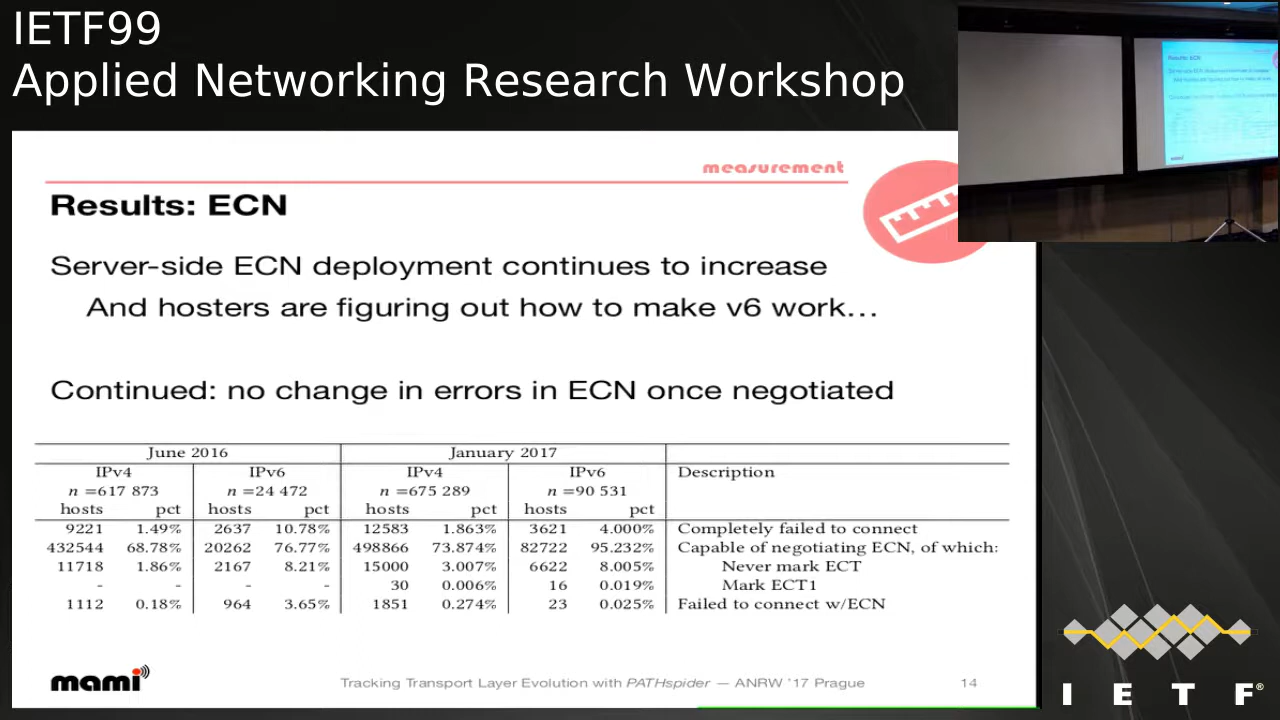 IETF99
Applied Networking Research Workshop
measurement
Results: ECN
Server-side ECN deployment continues to increase
And hosters are figuring out how to make v6 work…
Continued: no change in errors in ECN once negotiated
June 2016 January 2017
IPv4 IPv6 IPv4 IPv6 Description
n =617 873 n =24 472 n =675 289 n =90 531
hosts pct hosts pct hosts pct hosts pct
9221 1.49% 2637 10.78% 12583 1.863% 3621 4.000% Completely failed to connect
432544 68.78% 20262 76.77% 498866 73.874% 82722 95.232% Capable of negotiating ECN, of which:
11718 1.86% 2167 8.21% 15000 3.007% 6622 8.005% Never mark ECT
- - - - 30 0.006% 16 0.019% Mark ECT1
1112 0.18% 964 3.65% 1851 0.274% 23 0.025% Failed to connect w/ECN
mami
Tracking Transport Layer Evolution with PATHspider — ANRW ’17 Prague 14
I E T F®